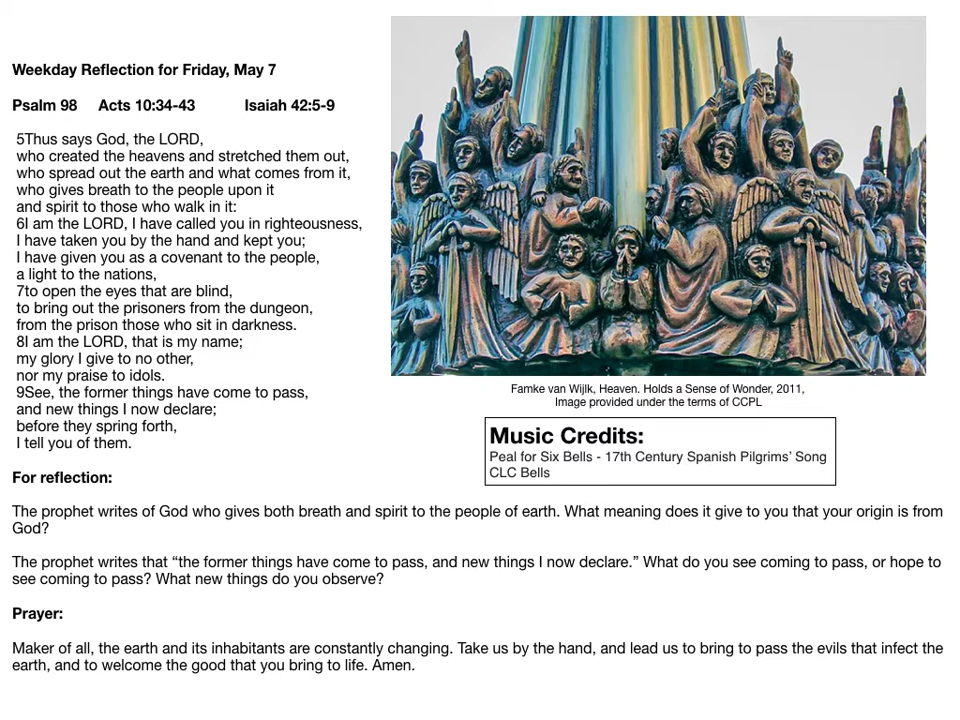 Weekday Reflection for Friday, May 7
Psalm 98 Acts 10:34-43 Isaiah 42:5-9
5Thus says God, the LORD,
who created the heavens and stretched them out,
who spread out the earth and what comes from it,
who gives breath to the people upon it
and spirit to those who walk in it:
6I am the LORD, I have called you in righteousness,
I have taken you by the hand and kept you;
I have given you as a covenant to the people,
a light to the nations,
7to open the eyes that are blind,
to bring out the prisoners from the dungeon,
from the prison those who sit in darkness.
8I am the LORD, that is my name;
my glory I give to no other,
nor my praise to idols.
9See, the former things have come to pass,
and new things I now declare;
before they spring forth,
I tell you of them.
Famke van Wijlk, Heaven. Holds a Sense of Wonder, 2011,
Image provided under the terms of CCPL
Music Credits:
Peal for Six Bells - 17th Century Spanish Pilgrims’ Song
CLC Bells
For reflection:
The prophet writes of God who gives both breath and spirit to the people of earth. What meaning does it give to you that your origin is from
God?
The prophet writes that “the former things have come to pass, and new things I now declare.” What do you see coming to pass, or hope to
see coming to pass? What new things do you observe?
Prayer:
Maker of all, the earth and its inhabitants are constantly changing. Take us by the hand, and lead us to bring to pass the evils that infect the
earth, and to welcome the good that you bring to life. Amen.